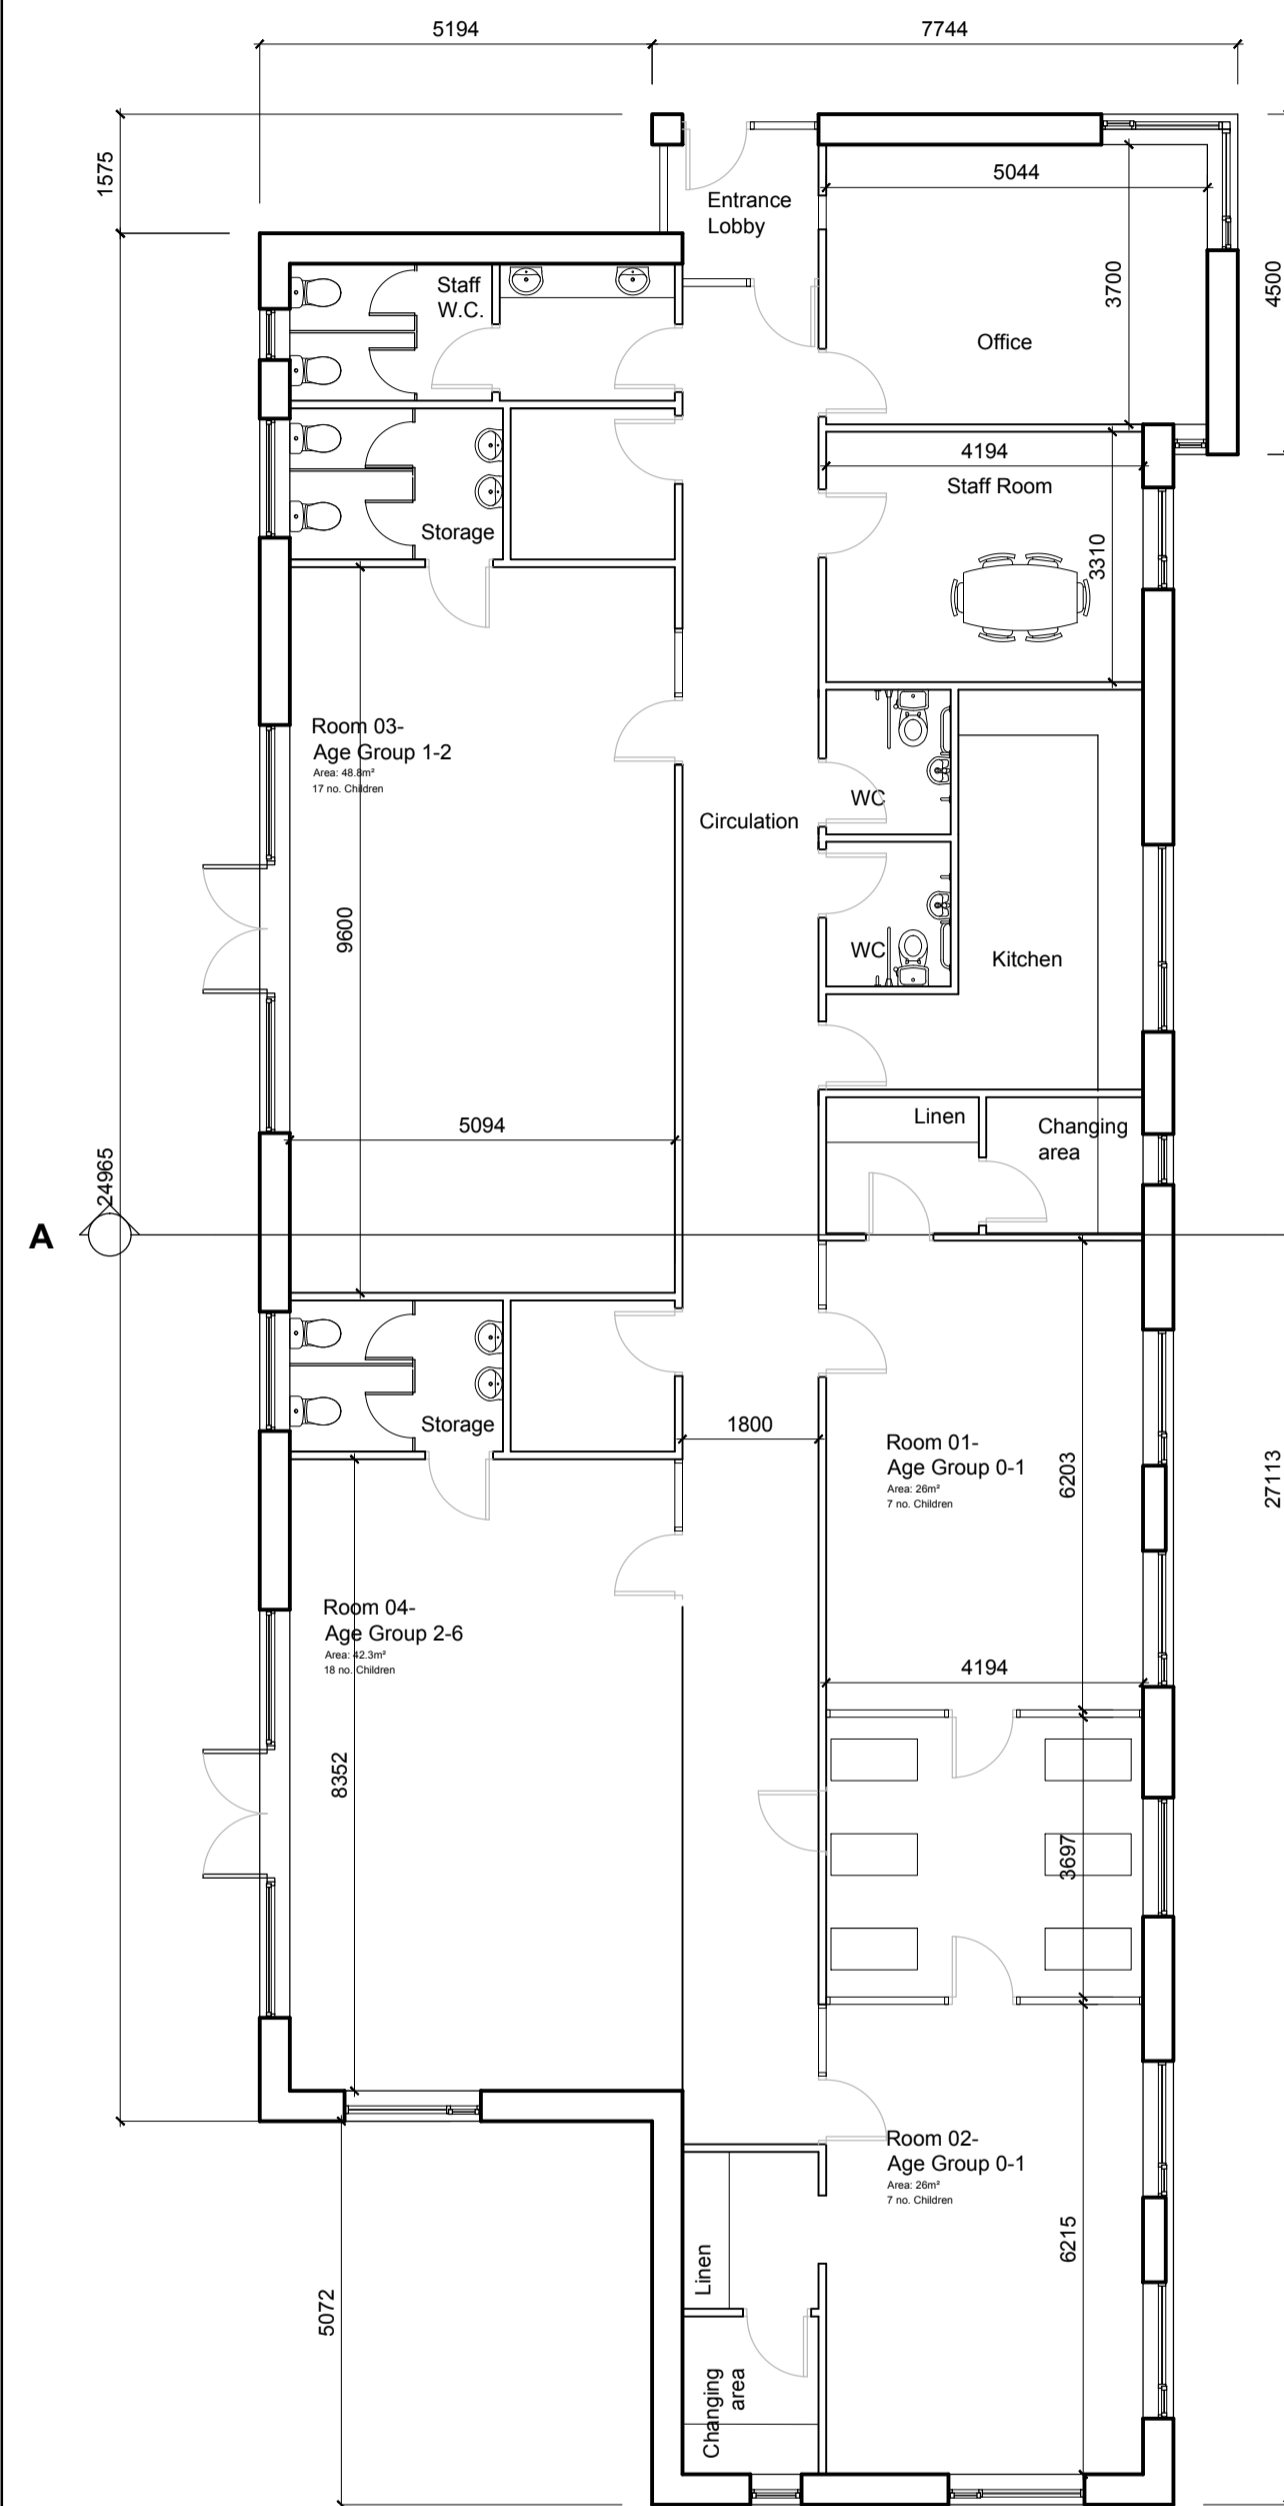 5194
7744
1575
Entrance
Lobby
5044
3700
4500
Staff
W.C.
Office
4194
Staff Room
3310
Storage
Room 03-
Age Group 1-2
Area: 48.8m²
17 no. Children
WC
Circulation
9600
WC
Kitchen
5094
Linen
Changing
area
24965
A
Storage
1800
Room 01-
Age Group 0-1
Area: 26m²
7 no. Children
6203
27113
Room 04-
Age Group 2-6
Area: 42.3m²
18 no. Children
4194
8352
3697
Room 02-
Age Group 0-1
Area: 26m²
7 no. Children
6215
Linen
5072
Changing
area